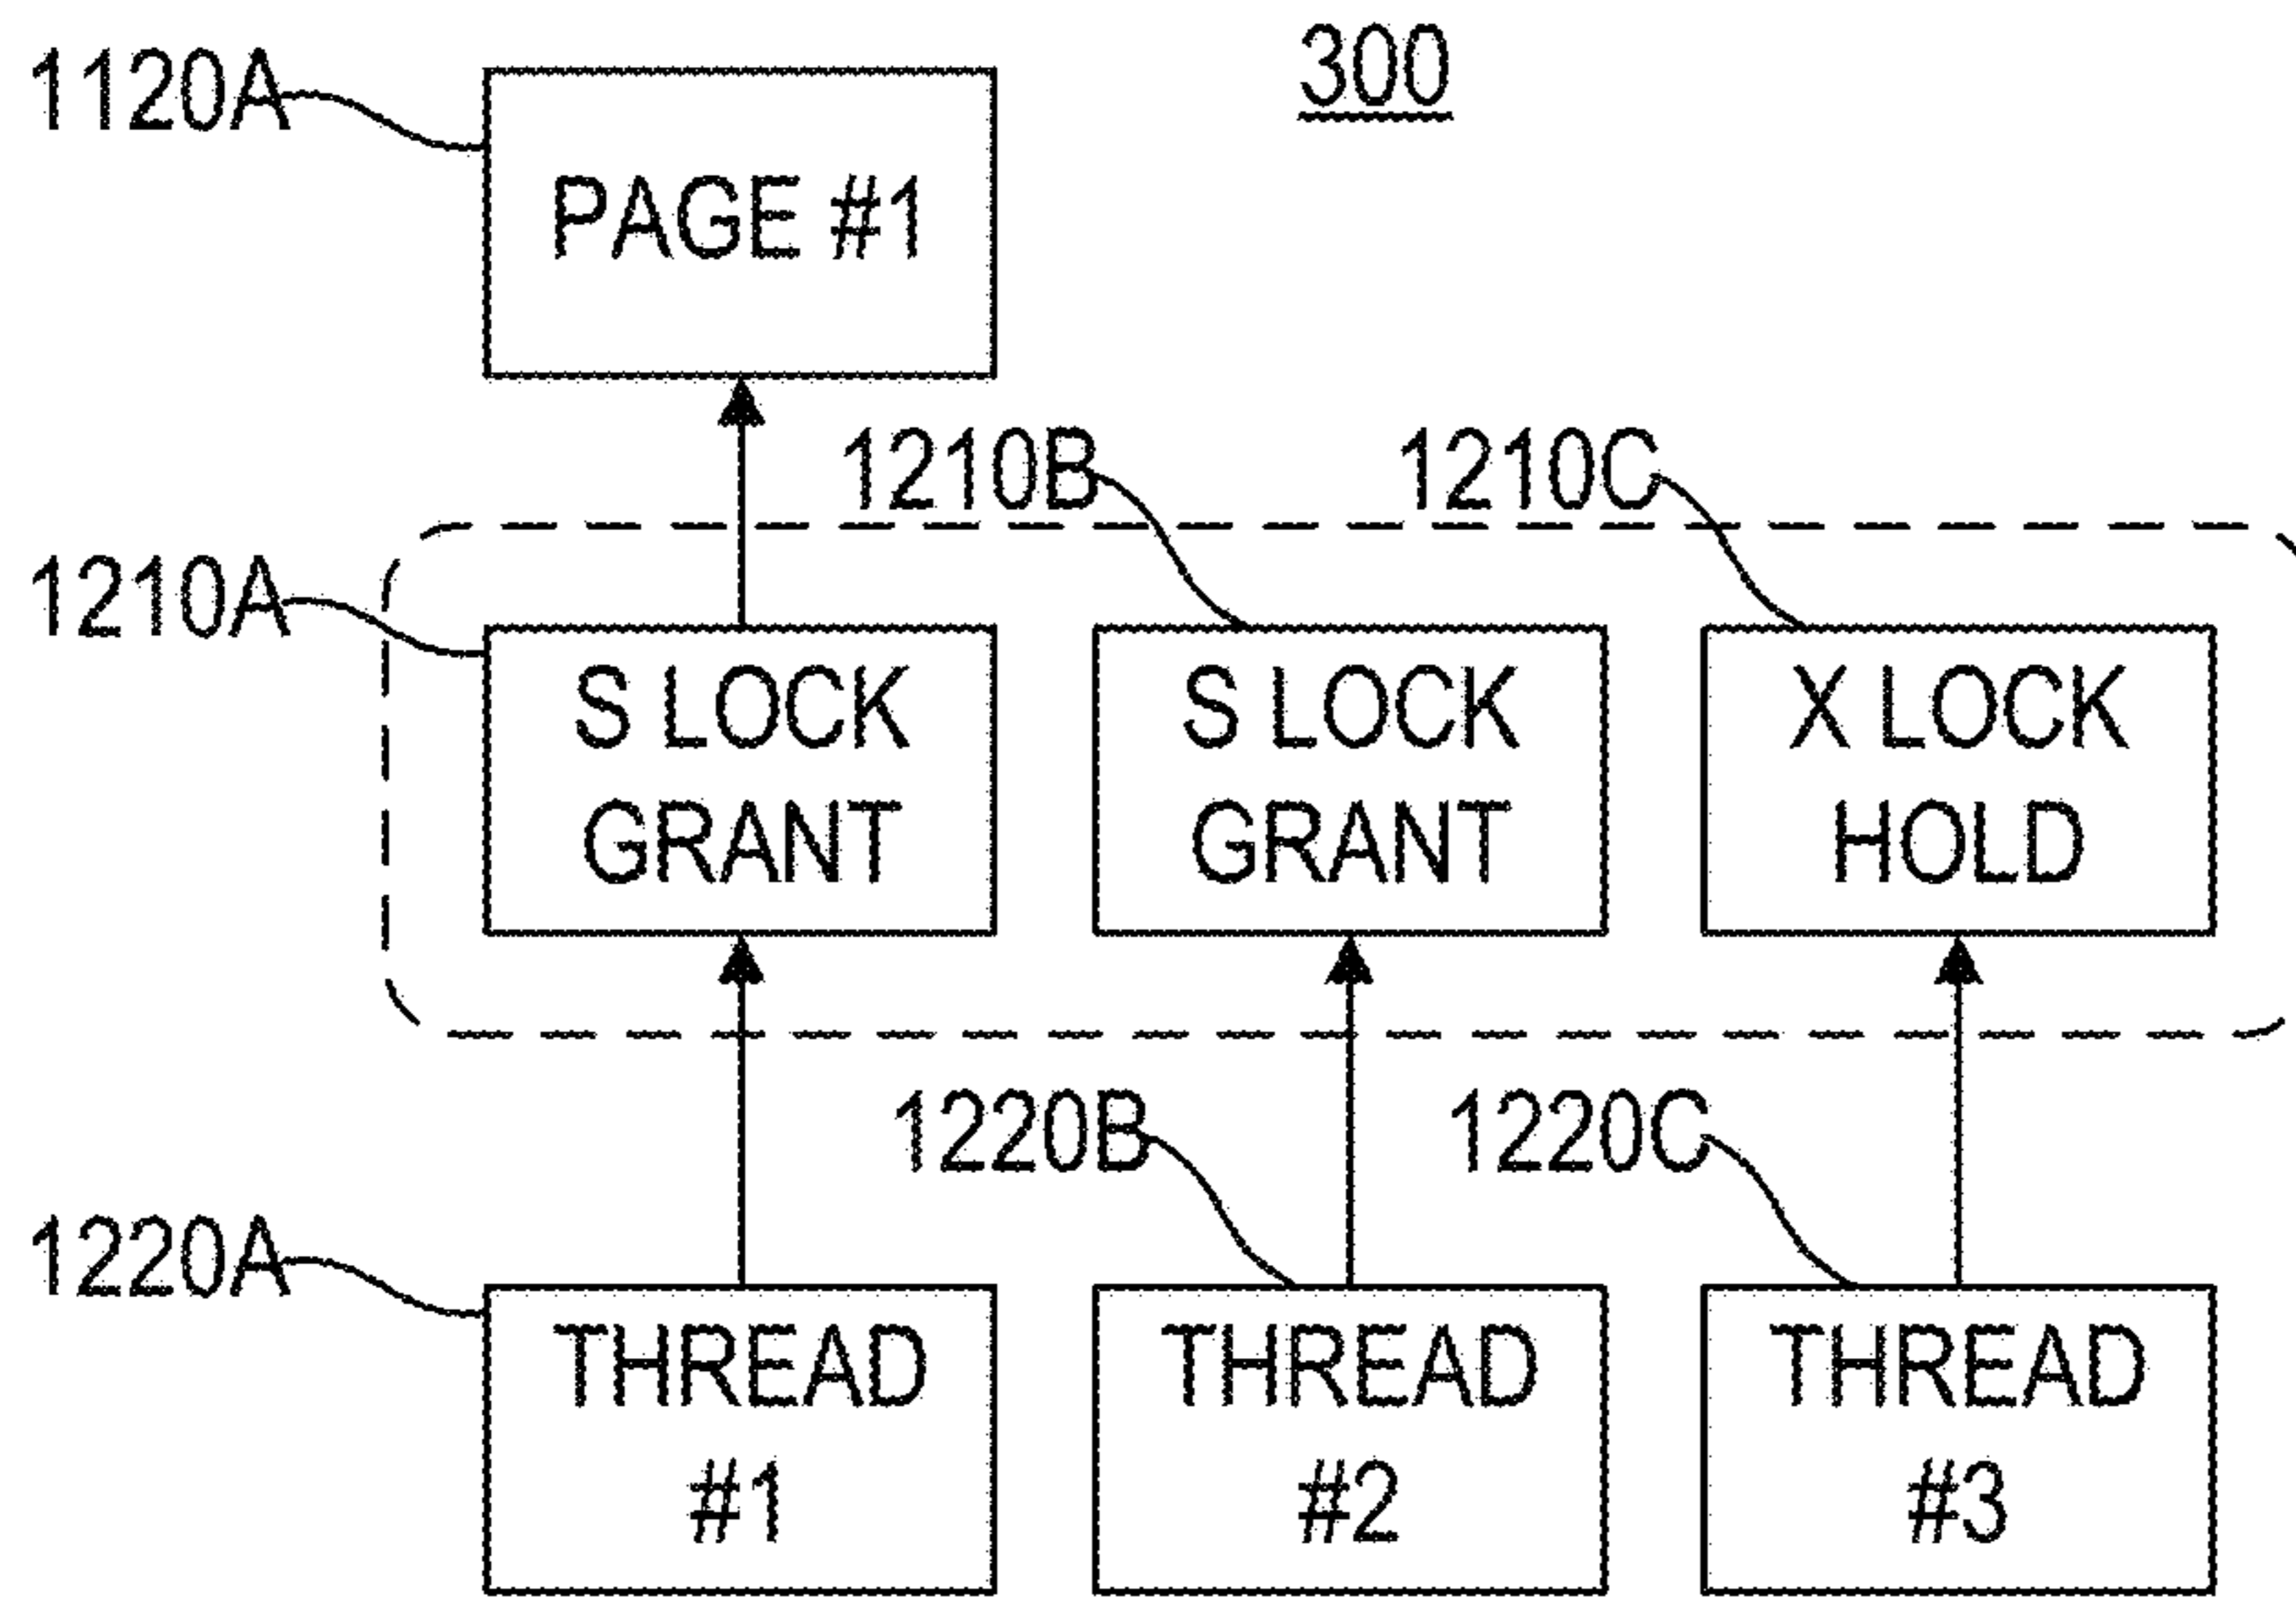 300
1120A
PAGE #1
1210B
1210C
1210A
S LOCK
GRANT
S LOCK
GRANT
X LOCK
HOLD
1220B
1220C
1220A
THREAD
#1
THREAD
#2
THREAD
#3